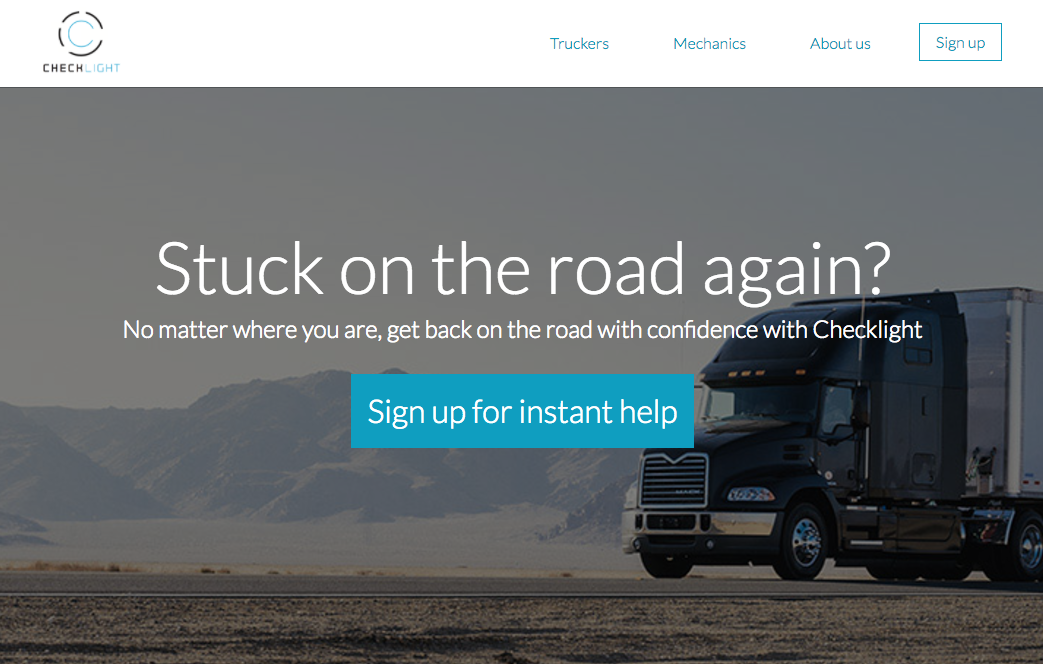 CHECKLIGHT
Truckers
Mechanics
About us
Sign up
Stuck on the road again?
No matter where you are, get back on the road with confidence with Checklight
Sign up for instant help
MACK